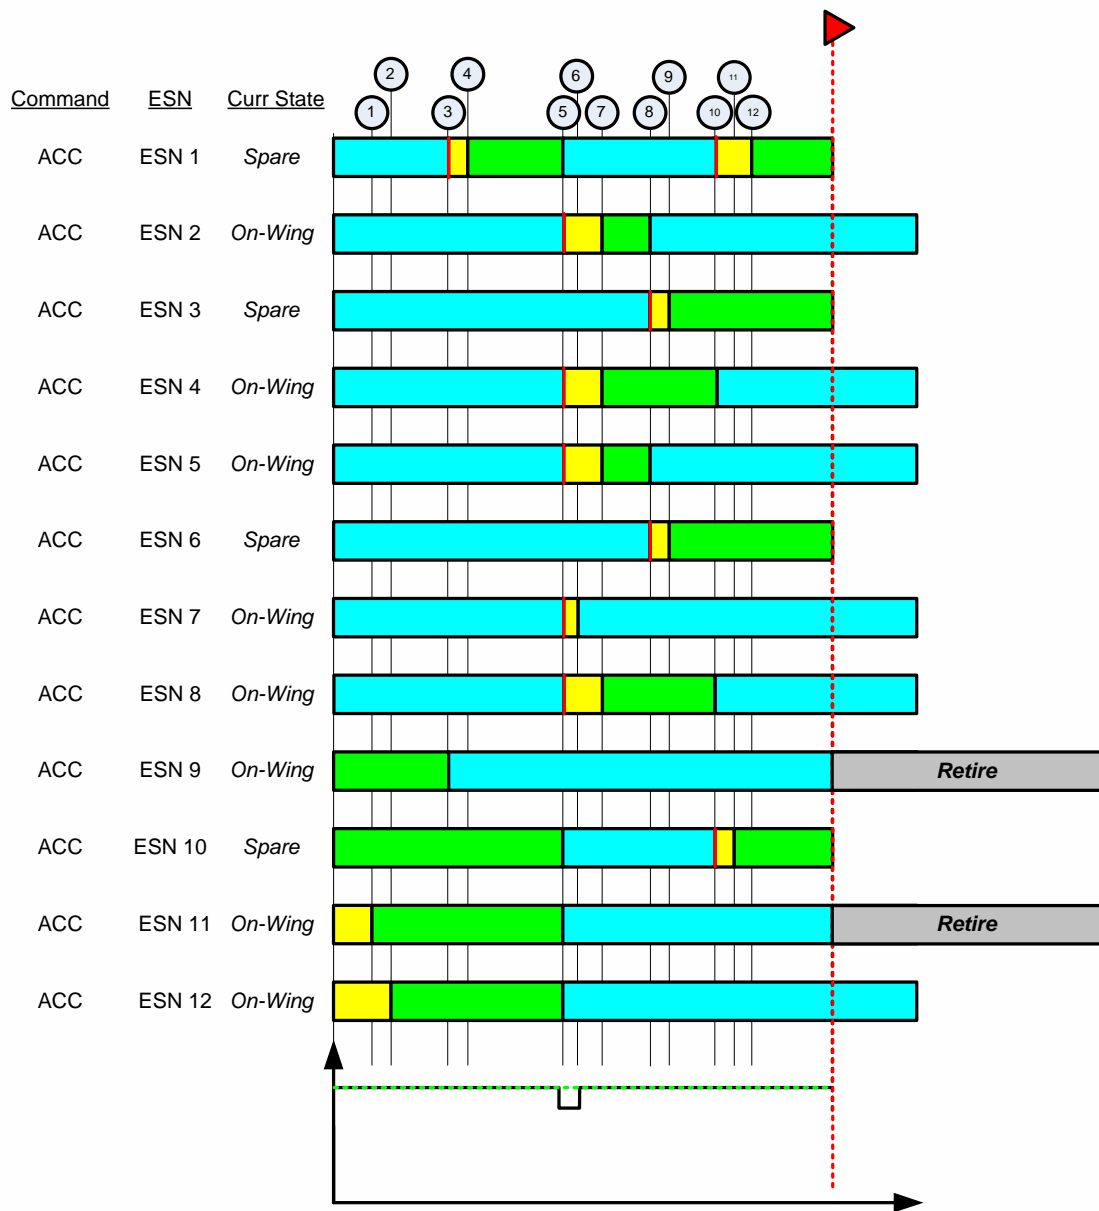 2 4 6 9 11
Command ESN Curr State 1 3 5 7 8 10 12
ACC ESN 1 Spare
ACC ESN 2 On-Wing
ACC ESN 3 Spare
ACC ESN 4 On-Wing
ACC ESN 5 On-Wing
ACC ESN 6 Spare
ACC ESN 7 On-Wing
ACC ESN 8 On-Wing
ACC ESN 9 On-Wing Retire
ACC ESN 10 Spare
ACC ESN 11 On-Wing Retire
ACC ESN 12 On-Wing